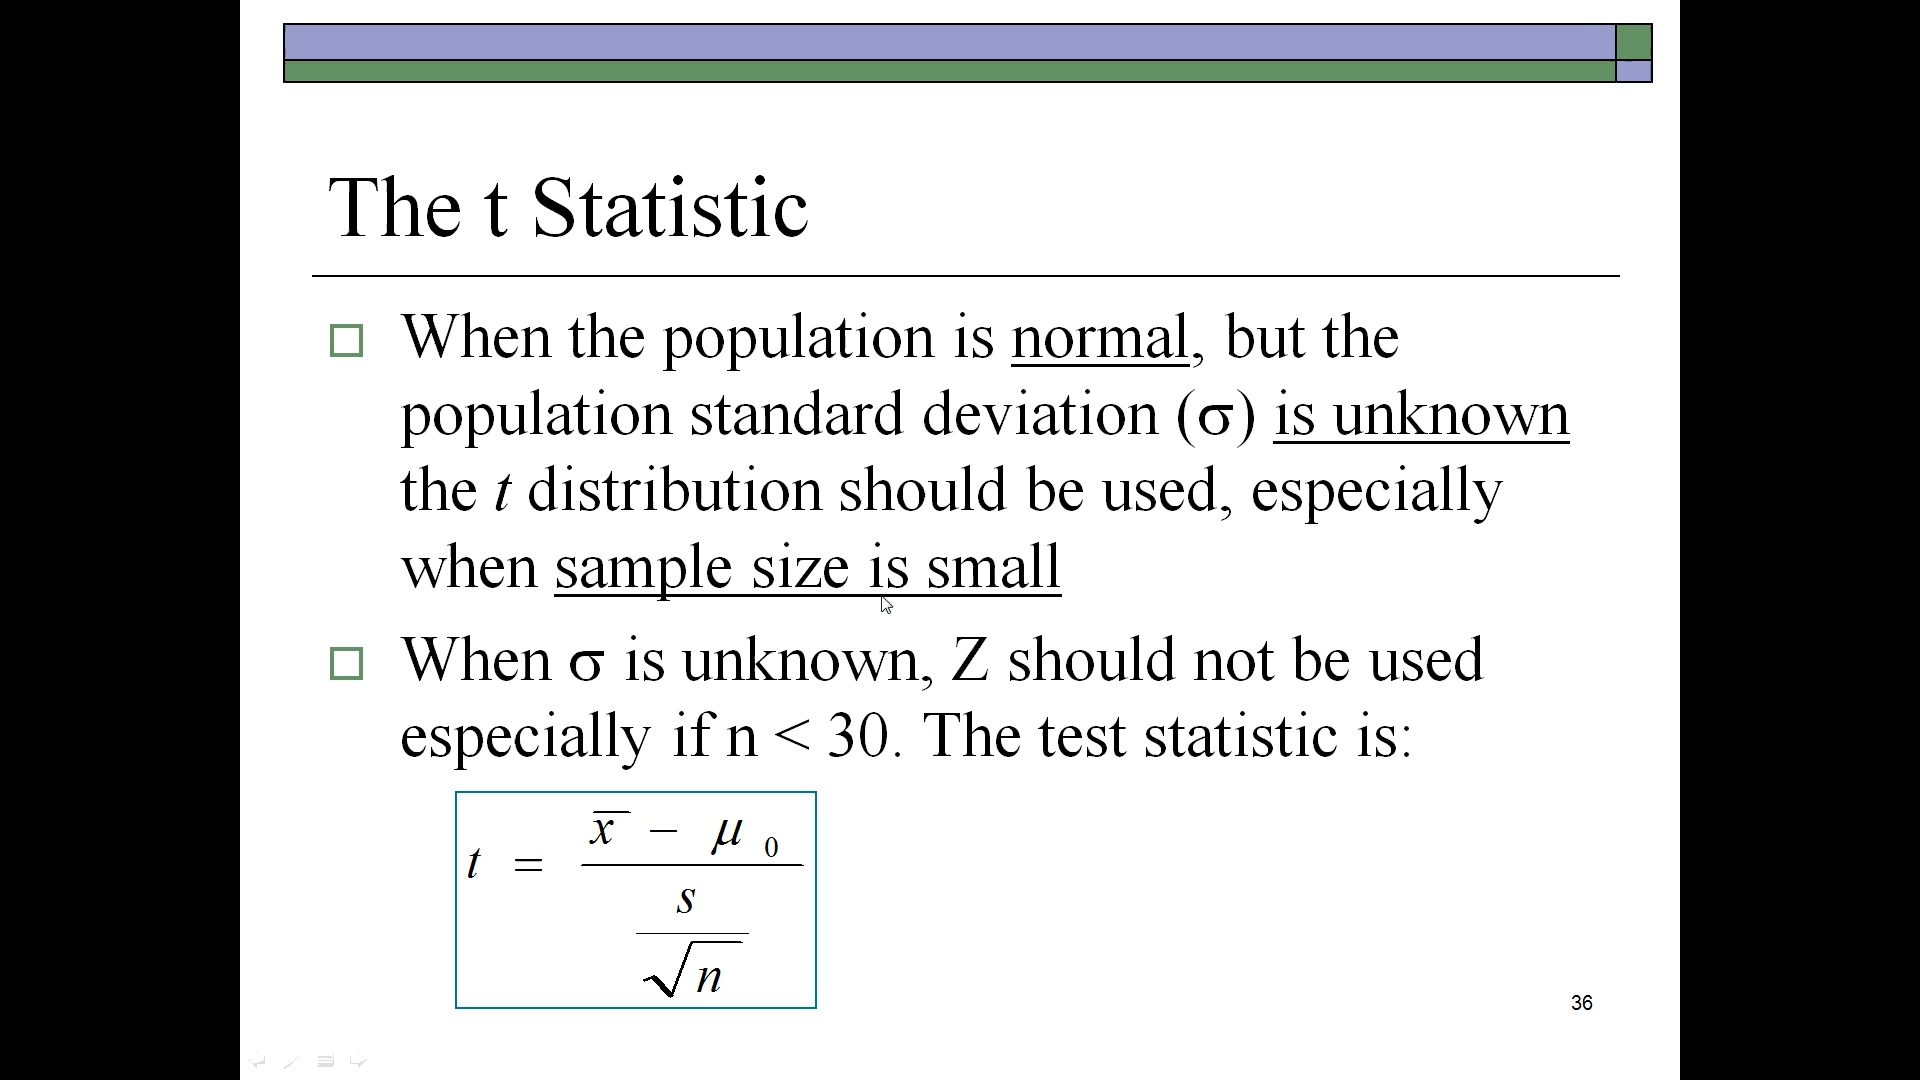 The t Statistic
When the population is normal, but the
population standard deviation (σ) is unknown
the t distribution should be used, especially
when sample size is small
When σ is unknown, Z should not be used
especially if n < 30. The test statistic is:
t = (x̄ − μ₀) / (s / √n)
36